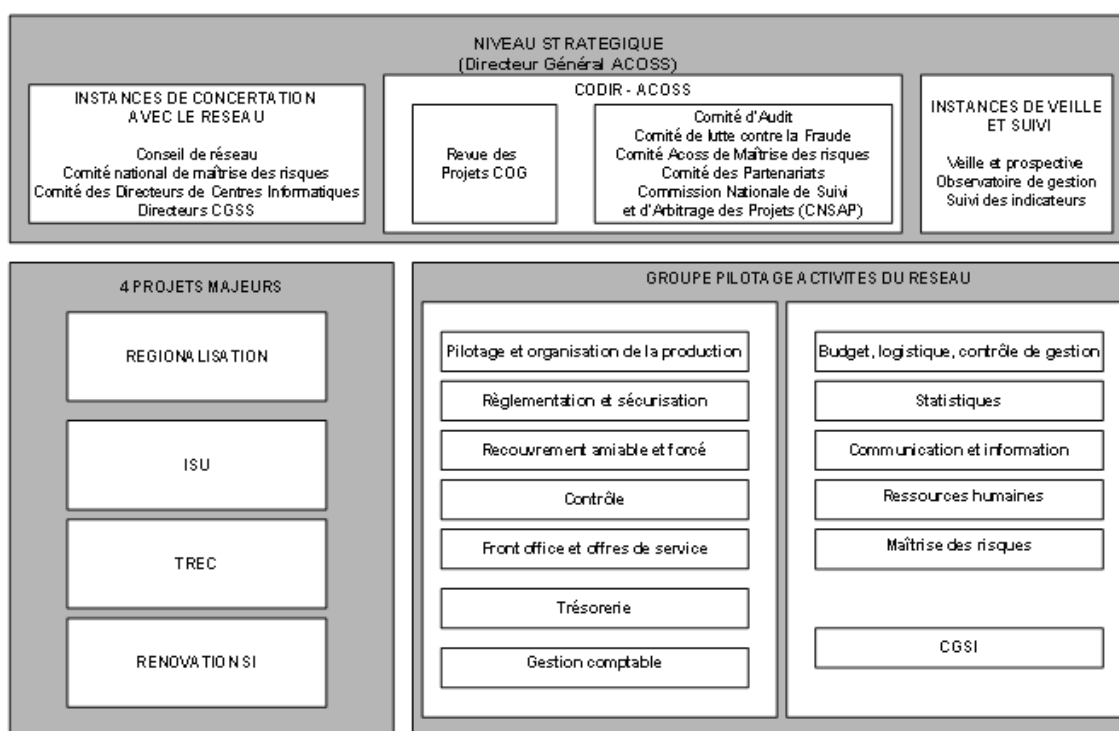 NIVEAU STRATEGIQUE
(Directeur Général ACOSS)
INSTANCES DE CONCERTATION
AVEC LE RESEAU
Conseil de réseau
Comité national de maîtrise des risques
Comité des Directeurs de Centres Informatiques
Directeurs CGSS
CODIR - ACOSS
Revue des
Projets COG
Comité d'Audit
Comité de lutte contre la Fraude
Comité Acoss de Maîtrise des risques
Comité des Partenariats
Commission Nationale de Suivi
et d'Arbitrage des Projets (CNSAP)
INSTANCES DE VEILLE
ET SUIVI
Veille et prospective
Observatoire de gestion
Suivi des indicateurs
4 PROJETS MAJEURS
REGIONALISATION
ISU
TREC
RENOVATION SI
GROUPE PILOTAGE ACTIVITES DU RESEAU
Pilotage et organisation de la production
Règlementation et sécurisation
Recouvrement amiable et forcé
Contrôle
Front office et offres de service
Trésorerie
Gestion comptable
Budget, logistique, contrôle de gestion
Statistiques
Communication et information
Ressources humaines
Maîtrise des risques
CGSI